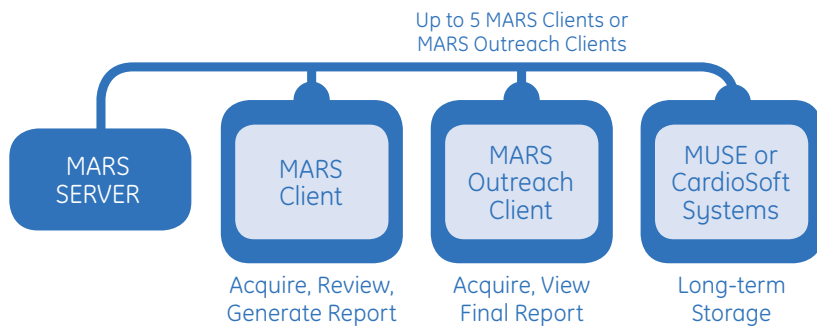 Up to 5 MARS Clients or
MARS Outreach Clients
MARS
SERVER
MARS
Client
MARS
Outreach
Client
MUSE or
CardioSoft
Systems
Acquire, Review,
Generate Report
Acquire, View
Final Report
Long-term
Storage